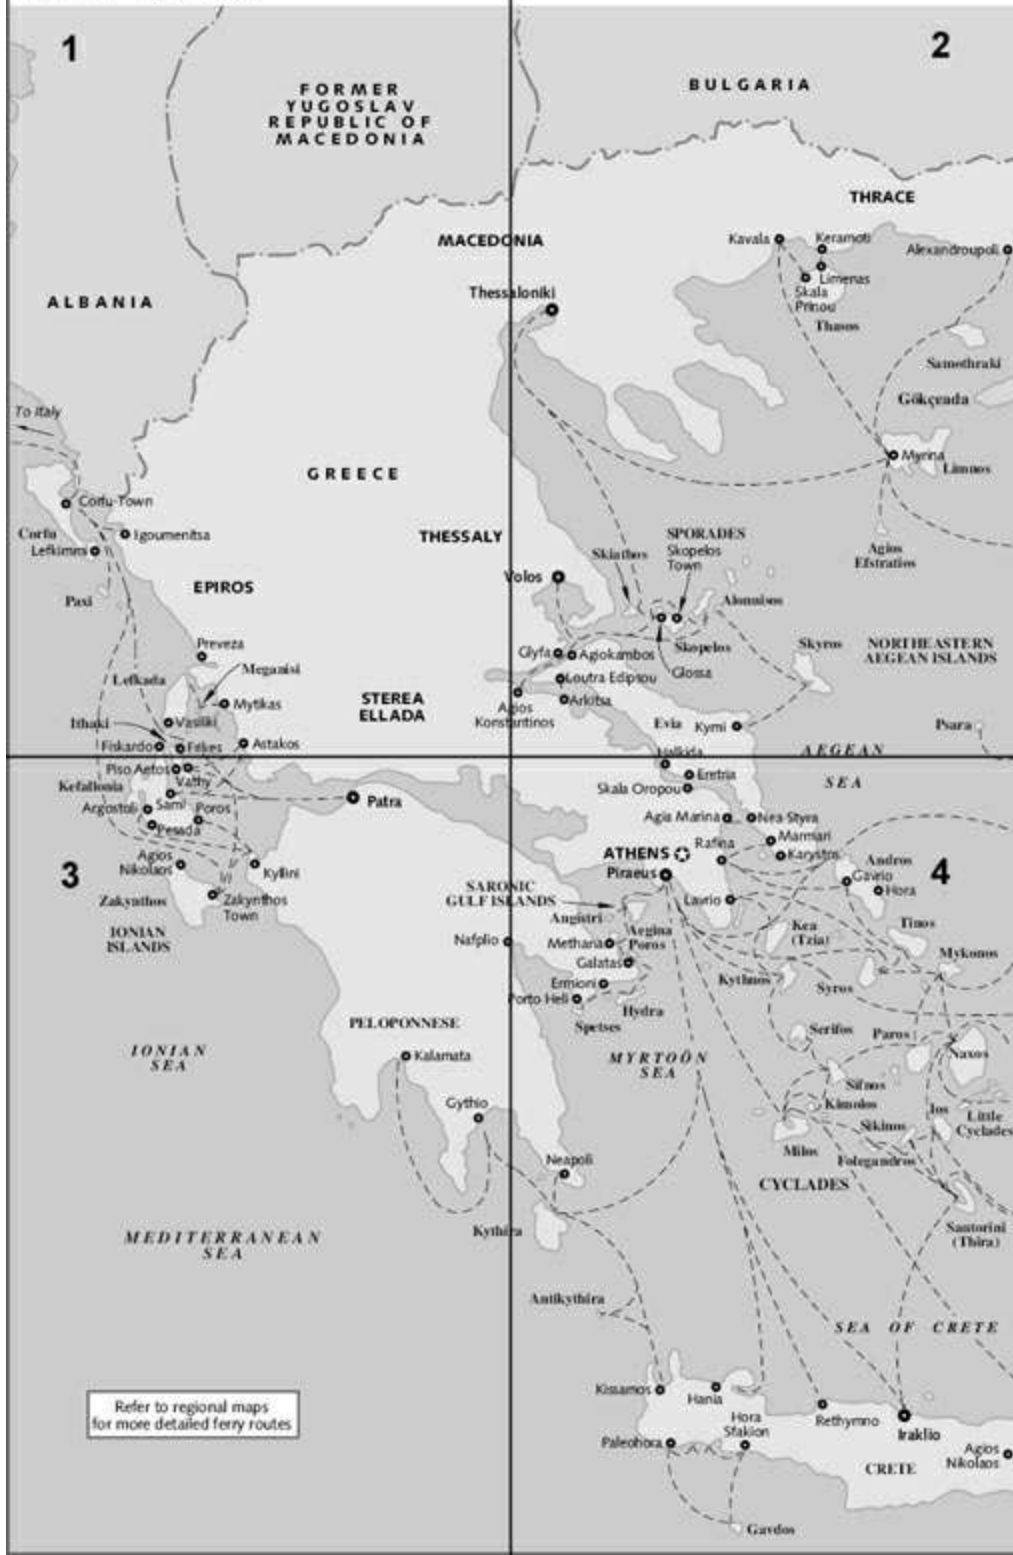 1
2
FORMER
YUGOSLAV
REPUBLIC OF
MACEDONIA
BULGARIA
THRACE
MACEDONIA
Kavala
Keramoti
Alexandroupoli
Limenas
Skala
Prinou
Thasos
Thessaloniki
ALBANIA
Samothraki
Gökçeada
To Italy
Myrina
Limnos
GREECE
Corfu-Town
Corfu
Igoumenitsa
Lefkimmi
THESSALY
Skiathos
SPORADES
Skopelos
Town
Agios
Efstratios
Volos
EPIROS
Paxi
Alonnisos
Preveza
Glyfa
Agiokambos
Skopelos
Skyros
NORTHEASTERN
AEGEAN ISLANDS
Meganisi
Lefkada
Loutra Edipsou
Glossa
STEREA
ELLADA
Mytikas
Agios
Konstantinos
Arkitsa
Ithaki
Vasiliki
Evia
Kymi
Psara
Fiskardo
Frikes
Astakos
Halkida
AEGEAN
SEA
Piso Aetos
Vathy
Eretria
Kefallonia
Skala Oropou
Argostoli
Sami
Poros
Patra
Pesada
Agia Marina
Nea Styra
Marmari
Rafina
Karystos
ATHENS
Agios
Nikolaos
3
Kyllini
Piraeus
Andros
Gavrio
4
Hora
SARONIC
GULF ISLANDS
Lavrio
Zakynthos
Zakynthos
Town
IONIAN
ISLANDS
Angistri
Aegina
Kea
(Tzia)
Tinos
Nafplio
Methana
Poros
Mykonos
Galatas
Kythnos
Syros
Ermioni
Porto Heli
Hydra
Spetses
PELOPONNESE
Serifos
Paros
IONIAN
SEA
Kalamata
MYRTOÖN
SEA
Naxos
Sifnos
Gythio
Kimolos
Ios
Little
Cyclades
Sikinos
Milos
Folegandros
Neapoli
CYCLADES
MEDITERRANEAN
SEA
Kythira
Santorini
(Thira)
Antikythira
SEA OF CRETE
Refer to regional maps
for more detailed ferry routes
Kissamos
Hania
Hora
Sfakion
Rethymno
Iraklio
Paleohora
Agios
Nikolaos
CRETE
Gavdos